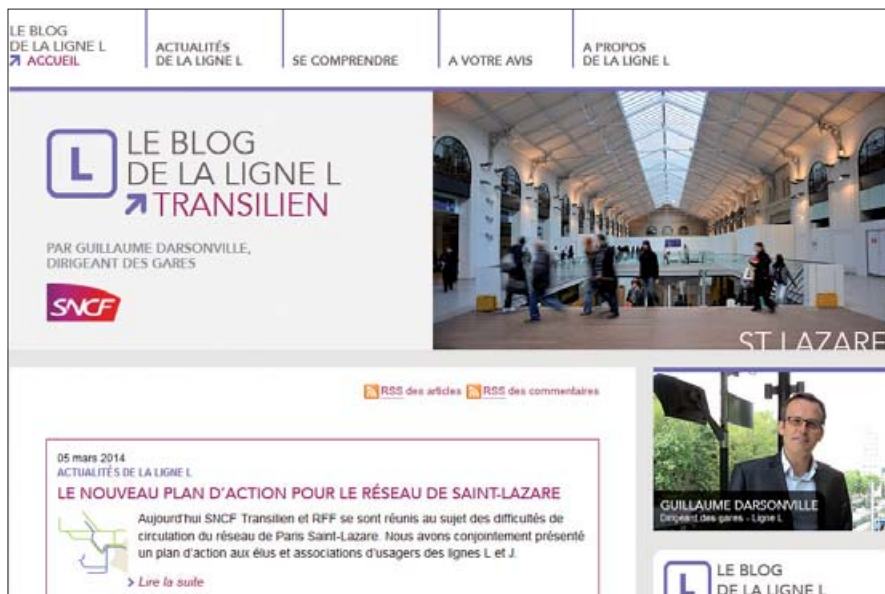 LE BLOG
DE LA LIGNE L
ACCUEIL
ACTUALITÉS
DE LA LIGNE L
SE COMPRENDRE
A VOTRE AVIS
A PROPOS
DE LA LIGNE L
L
LE BLOG
DE LA LIGNE L
TRANSILIEN
PAR GUILLAUME DARSONVILLE,
DIRIGEANT DES GARES
SNCF
ST LAZARE
RSS des articles
RSS des commentaires
05 mars 2014
ACTUALITÉS DE LA LIGNE L
LE NOUVEAU PLAN D'ACTION POUR LE RÉSEAU DE SAINT-LAZARE
Aujourd'hui SNCF Transilien et RFF se sont réunis au sujet des difficultés de
circulation du réseau de Paris Saint-Lazare. Nous avons conjointement présenté
un plan d'action aux élus et associations d'usagers des lignes L et J.
> Lire la suite
GUILLAUME DARSONVILLE
Dirigeant des gares - Ligne L
L
LE BLOG
DE LA LIGNE L